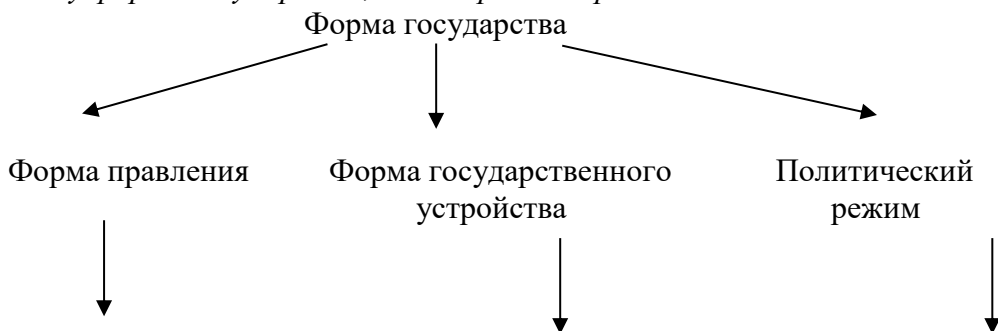 Форма государства
Форма правления
Форма государственного
устройства
Политический
режим